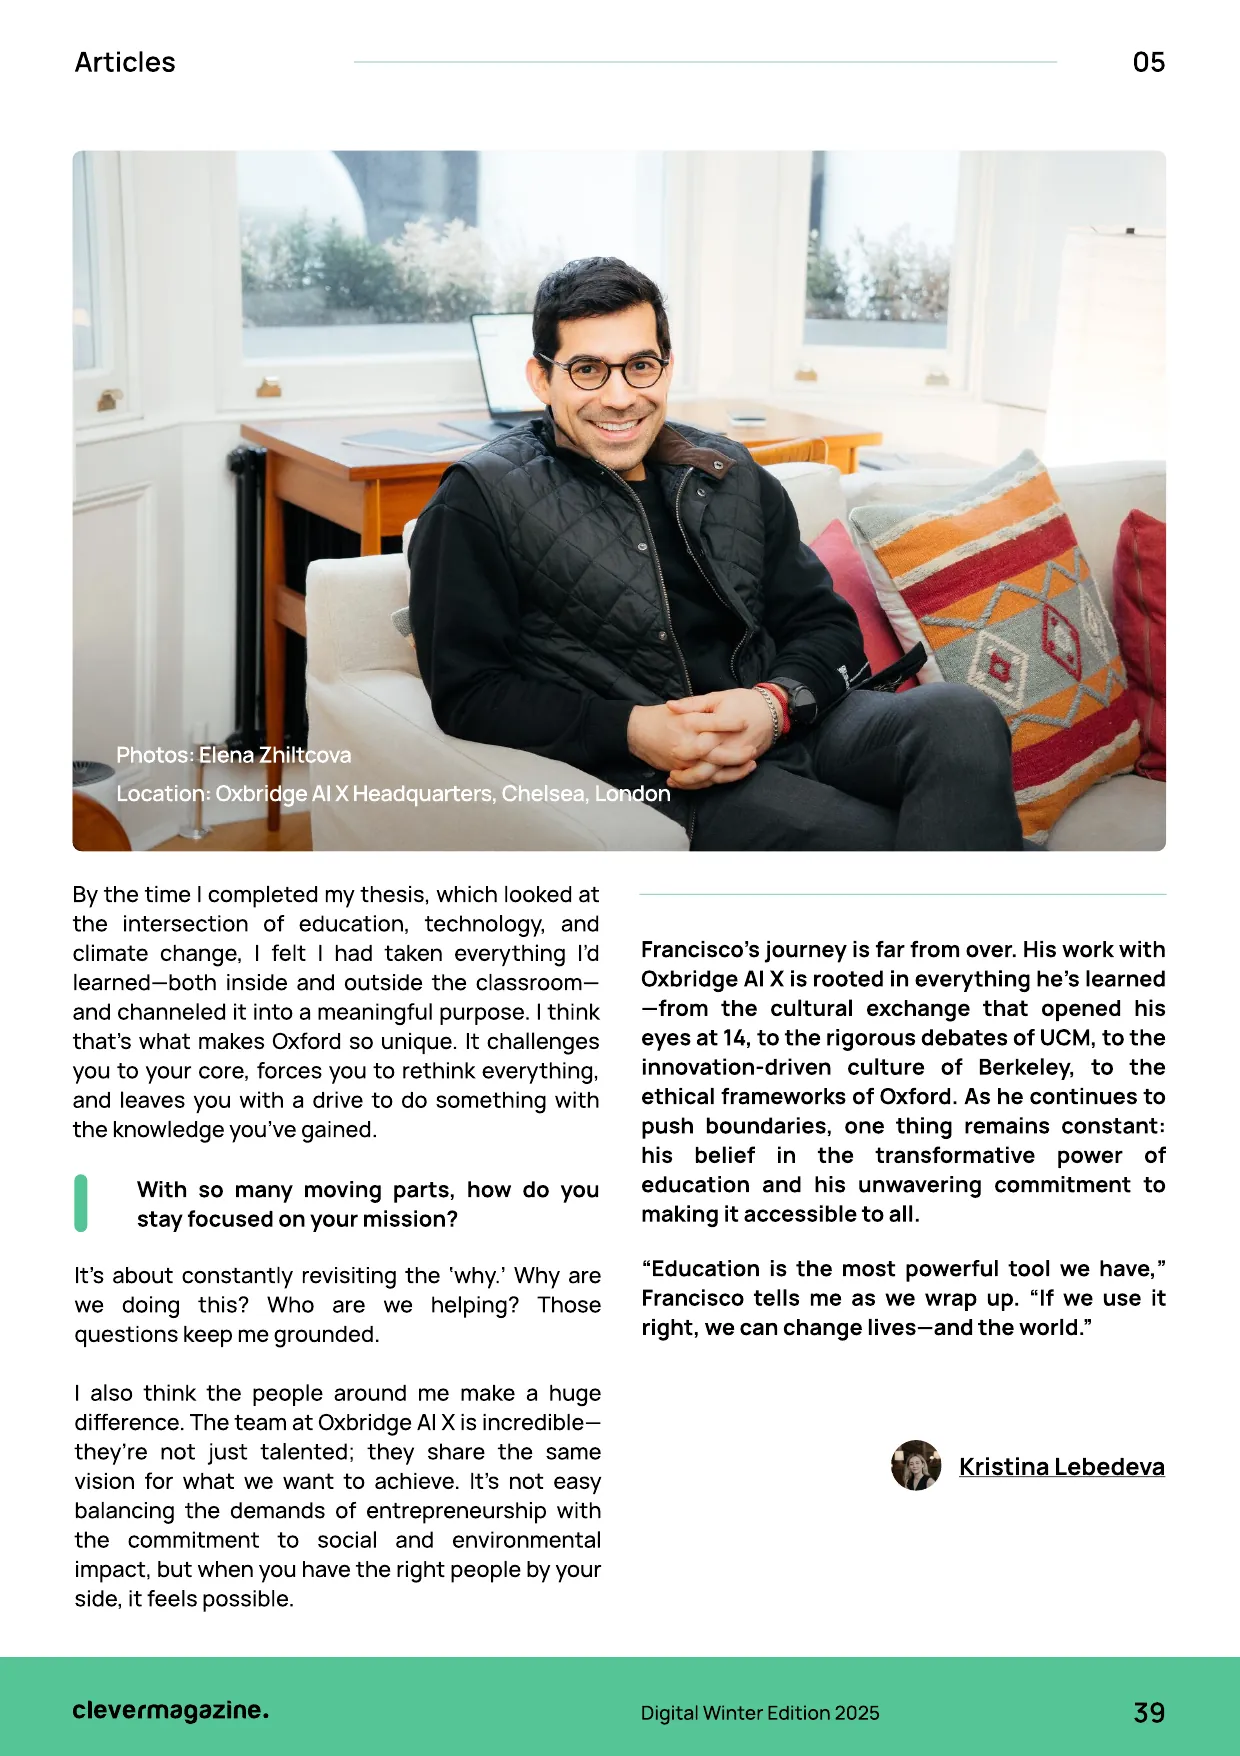 Articles
05
Photos: Elena Zhiltcova
Location: Oxbridge AI X Headquarters, Chelsea, London
By the time I completed my thesis, which looked at
the intersection of education, technology, and
climate change, I felt I had taken everything I’d
learned—both inside and outside the classroom—
and channeled it into a meaningful purpose. I think
that’s what makes Oxford so unique. It challenges
you to your core, forces you to rethink everything,
and leaves you with a drive to do something with
the knowledge you’ve gained.
With so many moving parts, how do you
stay focused on your mission?
It’s about constantly revisiting the ‘why.’ Why are
we doing this? Who are we helping? Those
questions keep me grounded.
I also think the people around me make a huge
difference. The team at Oxbridge AI X is incredible—
they’re not just talented; they share the same
vision for what we want to achieve. It’s not easy
balancing the demands of entrepreneurship with
the commitment to social and environmental
impact, but when you have the right people by your
side, it feels possible.
Francisco’s journey is far from over. His work with
Oxbridge AI X is rooted in everything he’s learned
—from the cultural exchange that opened his
eyes at 14, to the rigorous debates of UCM, to the
innovation-driven culture of Berkeley, to the
ethical frameworks of Oxford. As he continues to
push boundaries, one thing remains constant:
his belief in the transformative power of
education and his unwavering commitment to
making it accessible to all.
“Education is the most powerful tool we have,”
Francisco tells me as we wrap up. “If we use it
right, we can change lives—and the world.”
Kristina Lebedeva
clevermagazine.
Digital Winter Edition 2025
39